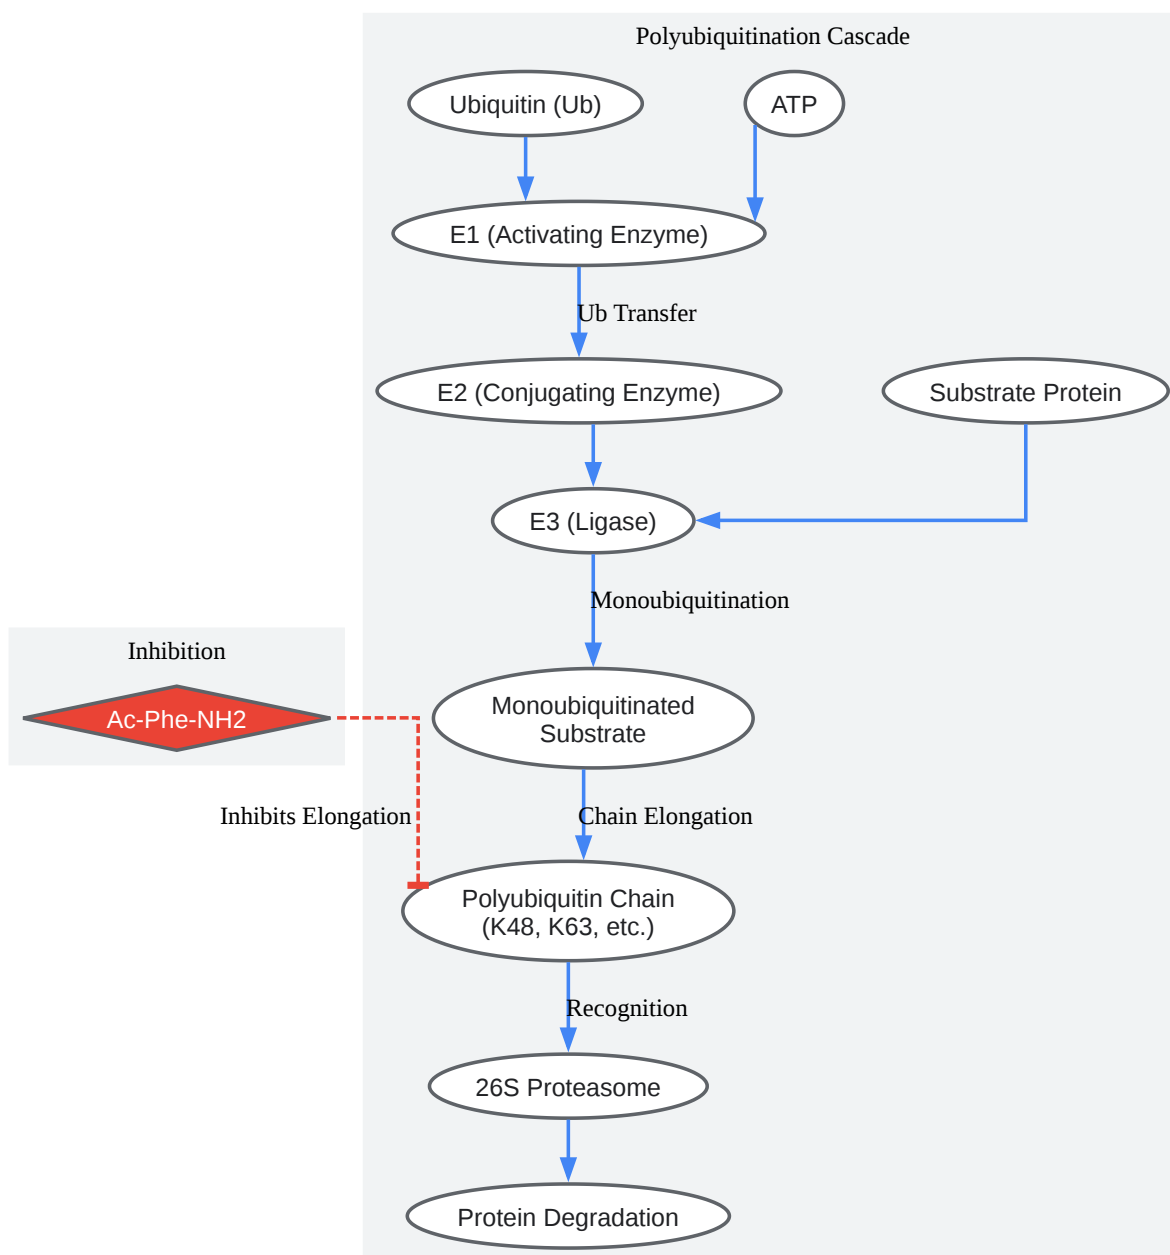 Polyubiquitination Cascade
Ubiquitin (Ub)
ATP
E1 (Activating Enzyme)
Ub Transfer
E2 (Conjugating Enzyme)
Substrate Protein
E3 (Ligase)
Monoubiquitination
Inhibition
Ac-Phe-NH2
Monoubiquitinated
Substrate
Inhibits Elongation
Chain Elongation
Polyubiquitin Chain
(K48, K63, etc.)
Recognition
26S Proteasome
Protein Degradation